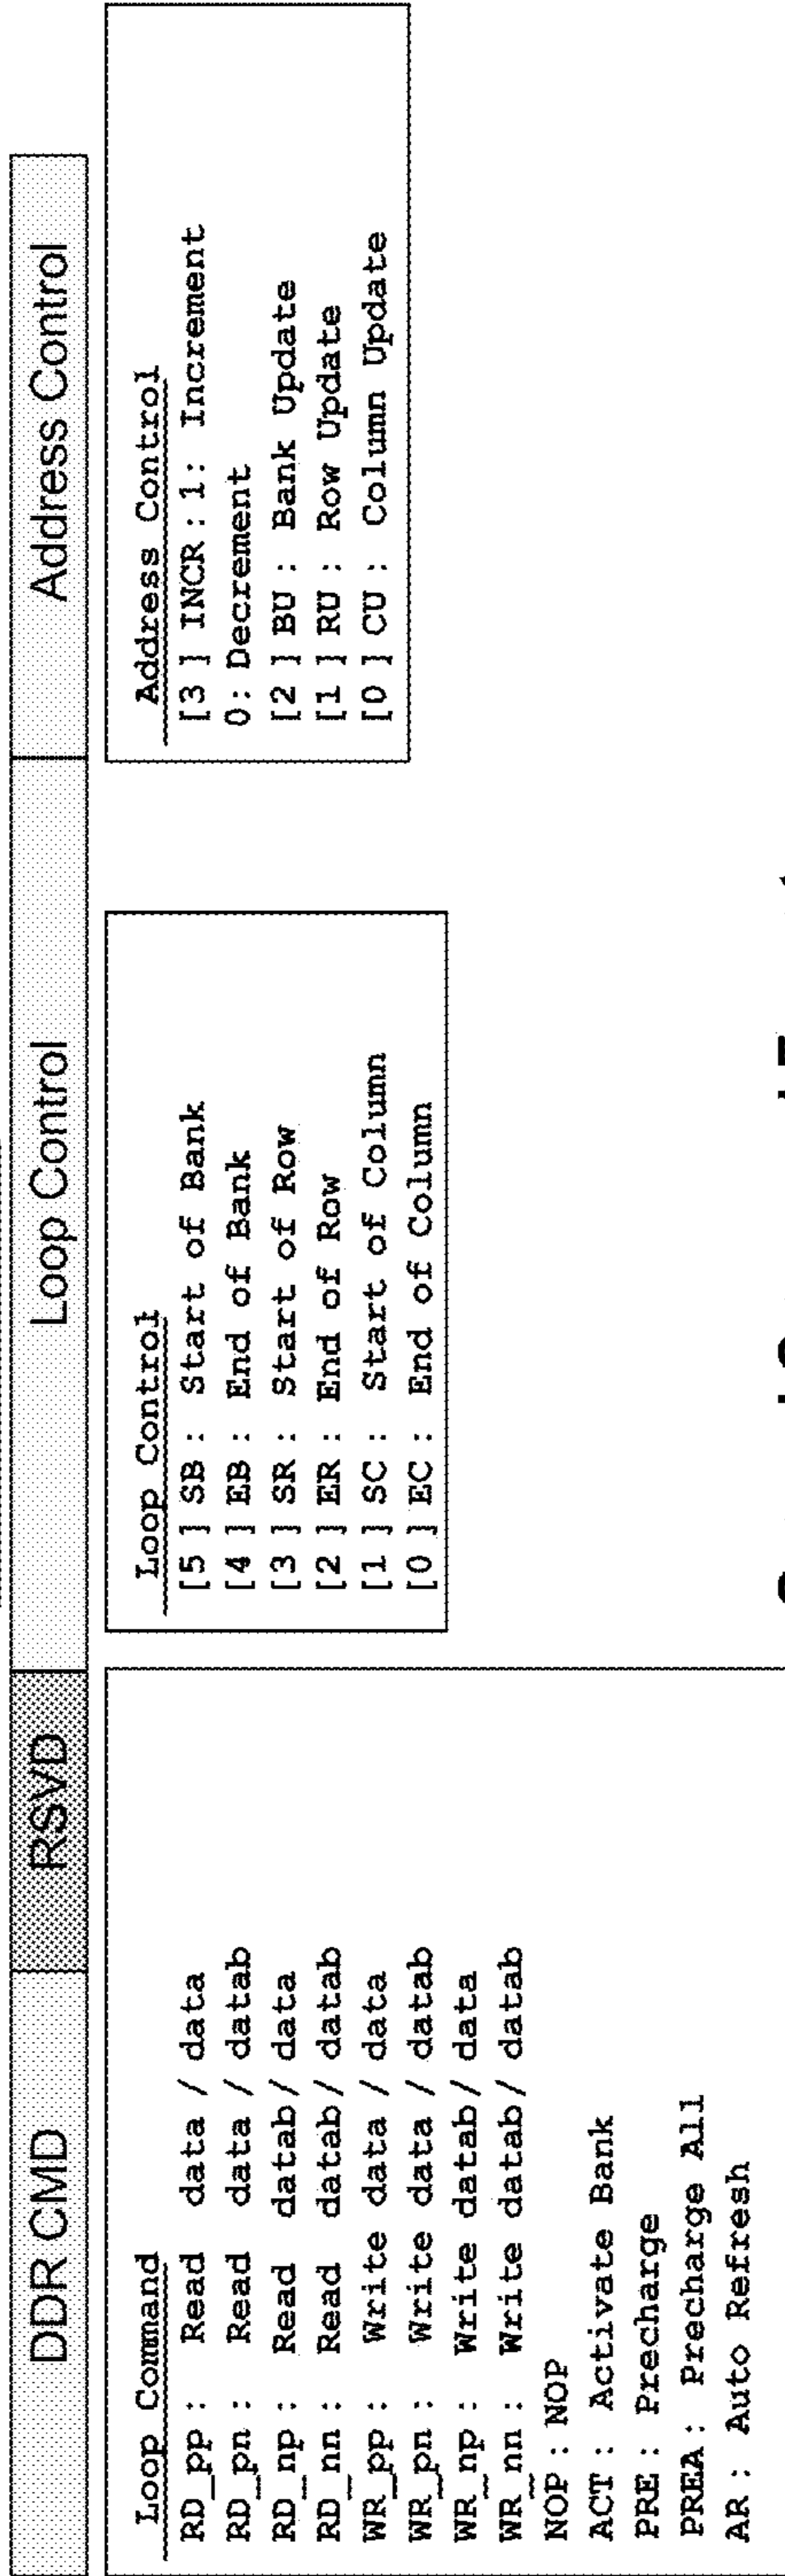 DDR CMD RSVD Loop Control Address Control
Loop Command
RD_pp : Read data / data
RD_pn : Read data / datab
RD_np : Read datab/ data
RD_nn : Read datab/ datab
WR_pp : Write data / data
WR_pn : Write data / datab
WR_np : Write datab/ data
WR_nn : Write datab/ datab
NOP : NOP
ACT : Activate Bank
PRE : Precharge
PREA : Precharge All
AR : Auto Refresh
Loop Control
[5] SB : Start of Bank
[4] EB : End of Bank
[3] SR : Start of Row
[2] ER : End of Row
[1] SC : Start of Column
[0] EC : End of Column
Address Control
[3] INCR : 1: Increment
0: Decrement
[2] BU : Bank Update
[1] RU : Row Update
[0] CU : Column Update